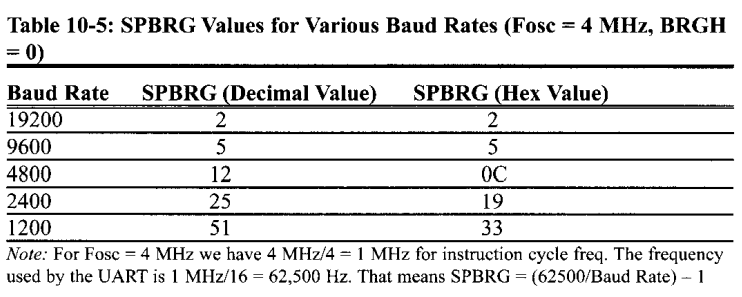 Table 10-5: SPBRG Values for Various Baud Rates (Fosc = 4 MHz, BRGH
= 0)
Baud Rate SPBRG (Decimal Value) SPBRG (Hex Value)
19200 2 2
9600 5 5
4800 12 0C
2400 25 19
1200 51 33
Note: For Fosc = 4 MHz we have 4 MHz/4 = 1 MHz for instruction cycle freq. The frequency
used by the UART is 1 MHz/16 = 62,500 Hz. That means SPBRG = (62500/Baud Rate) – 1